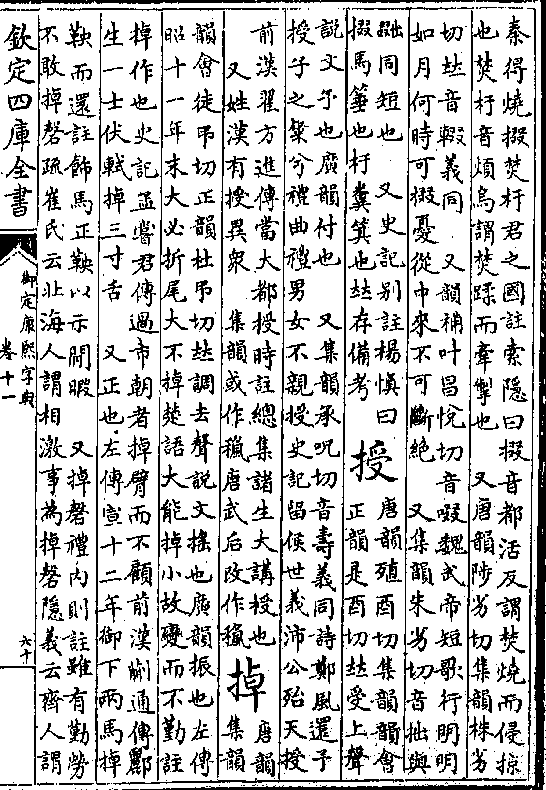 秦得燒掇焚杅君之國註索隱曰掇音都活反謂焚燒而侵掠
也焚杅音煩烏謂焚蹂而牽掣也　又唐韻陟劣切集韻株劣
切𠀤音輟義同　又韻補叶昌悅切音啜魏武帝短歌行明明
如月何時可掇憂從中來不可斷絶　又集韻朱劣切音拙與
䂐同短也　又史記别註楊愼曰
掇馬箠也杅糞箕也𠀤存備考
授
唐韻殖酉切集韻韻會
正韻是酉切𠀤受上聲
說文予也廣韻付也　又集韻承呪切音壽義同詩鄭風還予
授子之粲兮禮曲禮男女不親授史記留侯世義沛公殆天授
前漢翟方進傳當大都授時註總集諸生大講授也
又姓漢有授異衆　集韻或作𥠢唐武后改作𥠢
掉
唐韻
集韻
韻會徒弔切正韻杜弔切𠀤調去聲說文搖也廣韻振也左傳
昭十一年末大必折尾大不掉楚語大能掉小故變而不勤註
掉作也史記孟嘗君傳過市朝者掉臂而不顧前漢蒯通傳酈
生一士伏軾掉三寸舌　又正也左傳宣十二年御下兩馬掉
鞅而還註飾馬正鞅以示閒暇　又掉磬禮內則註雖有勤勞
不敢掉磬疏崔氏云北海人謂相激事為掉磬隱義云齊人謂
欽定四庫全書
御定康熙字典
卷十一
六十